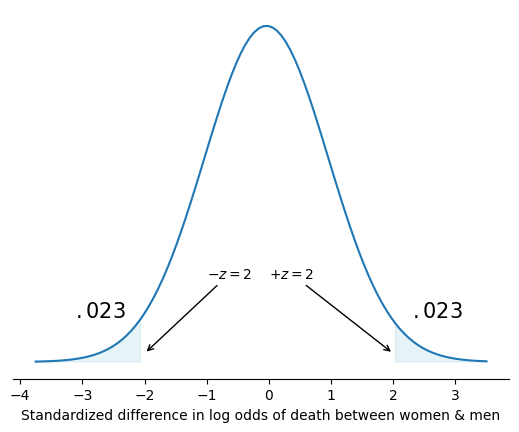 −z = 2 +z = 2
.023 .023
−4 −3 −2 −1 0 1 2 3
Standardized difference in log odds of death between women & men